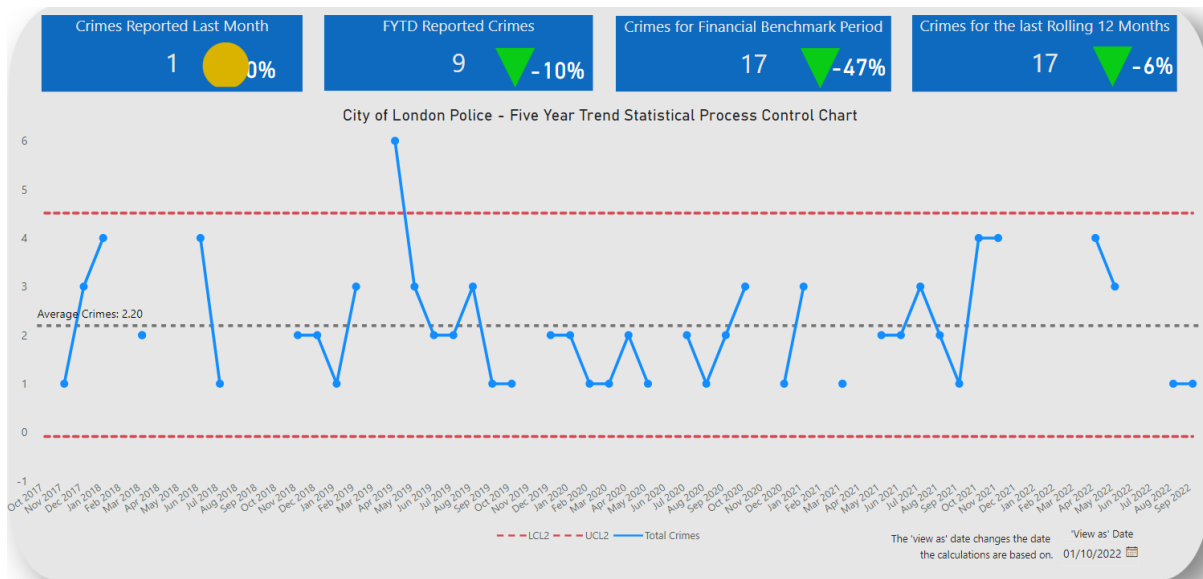 Crimes Reported Last Month
1
0%
FYTD Reported Crimes
9
-10%
Crimes for Financial Benchmark Period
17
-47%
Crimes for the last Rolling 12 Months
17
-6%
City of London Police - Five Year Trend Statistical Process Control Chart
6
5
4
3
Average Crimes: 2.20
2
1
0
-1
Oct 2017
Nov 2017
Dec 2017
Jan 2018
Feb 2018
Mar 2018
Apr 2018
May 2018
Jun 2018
Jul 2018
Aug 2018
Sep 2018
Oct 2018
Nov 2018
Dec 2018
Jan 2019
Feb 2019
Mar 2019
Apr 2019
May 2019
Jun 2019
Jul 2019
Aug 2019
Sep 2019
Oct 2019
Nov 2019
Dec 2019
Jan 2020
Feb 2020
Mar 2020
Apr 2020
May 2020
Jun 2020
Jul 2020
Aug 2020
Sep 2020
Oct 2020
Nov 2020
Dec 2020
Jan 2021
Feb 2021
Mar 2021
Apr 2021
May 2021
Jun 2021
Jul 2021
Aug 2021
Sep 2021
Oct 2021
Nov 2021
Dec 2021
Jan 2022
Feb 2022
Mar 2022
Apr 2022
May 2022
Jun 2022
Jul 2022
Aug 2022
Sep 2022
LCL2
UCL2
Total Crimes
The 'view as' date changes the date
the calculations are based on.
'View as' Date
01/10/2022